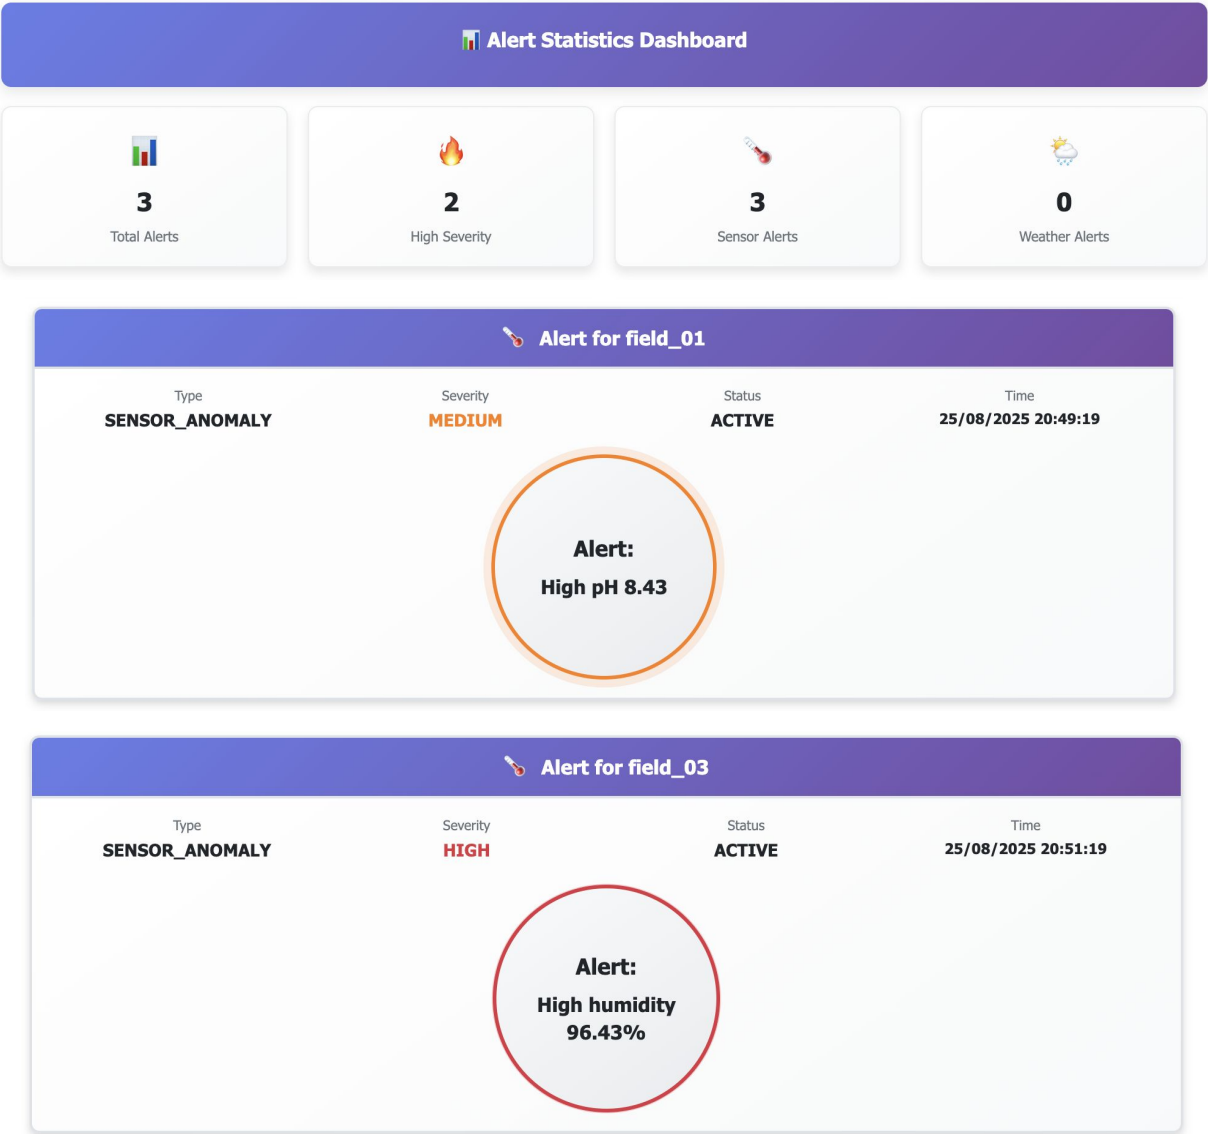 Alert Statistics Dashboard
3
Total Alerts
2
High Severity
3
Sensor Alerts
0
Weather Alerts
Alert for field_01
Type
SENSOR_ANOMALY
Severity
MEDIUM
Status
ACTIVE
Time
25/08/2025 20:49:19
Alert:
High pH 8.43
Alert for field_03
Type
SENSOR_ANOMALY
Severity
HIGH
Status
ACTIVE
Time
25/08/2025 20:51:19
Alert:
High humidity
96.43%